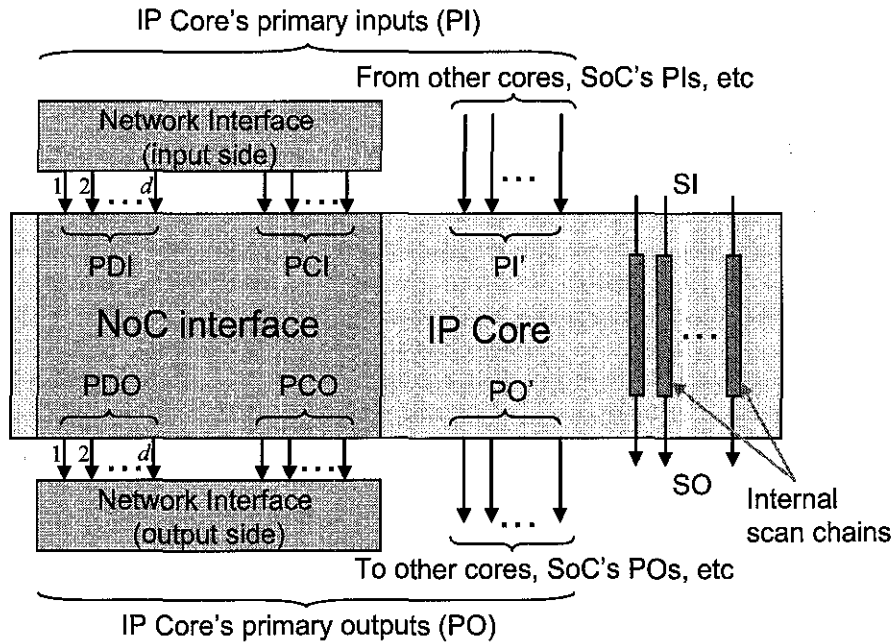 IP Core's primary inputs (PI)
From other cores, SoC's PIs, etc
Network Interface
(input side)
1 2 .... d
....
...
SI
PDI PCI PI'
NoC interface IP Core
...
PDO PCO PO'
1 2 .... d
....
...
SO
Network Interface
(output side)
Internal
scan chains
To other cores, SoC's POs, etc
IP Core's primary outputs (PO)